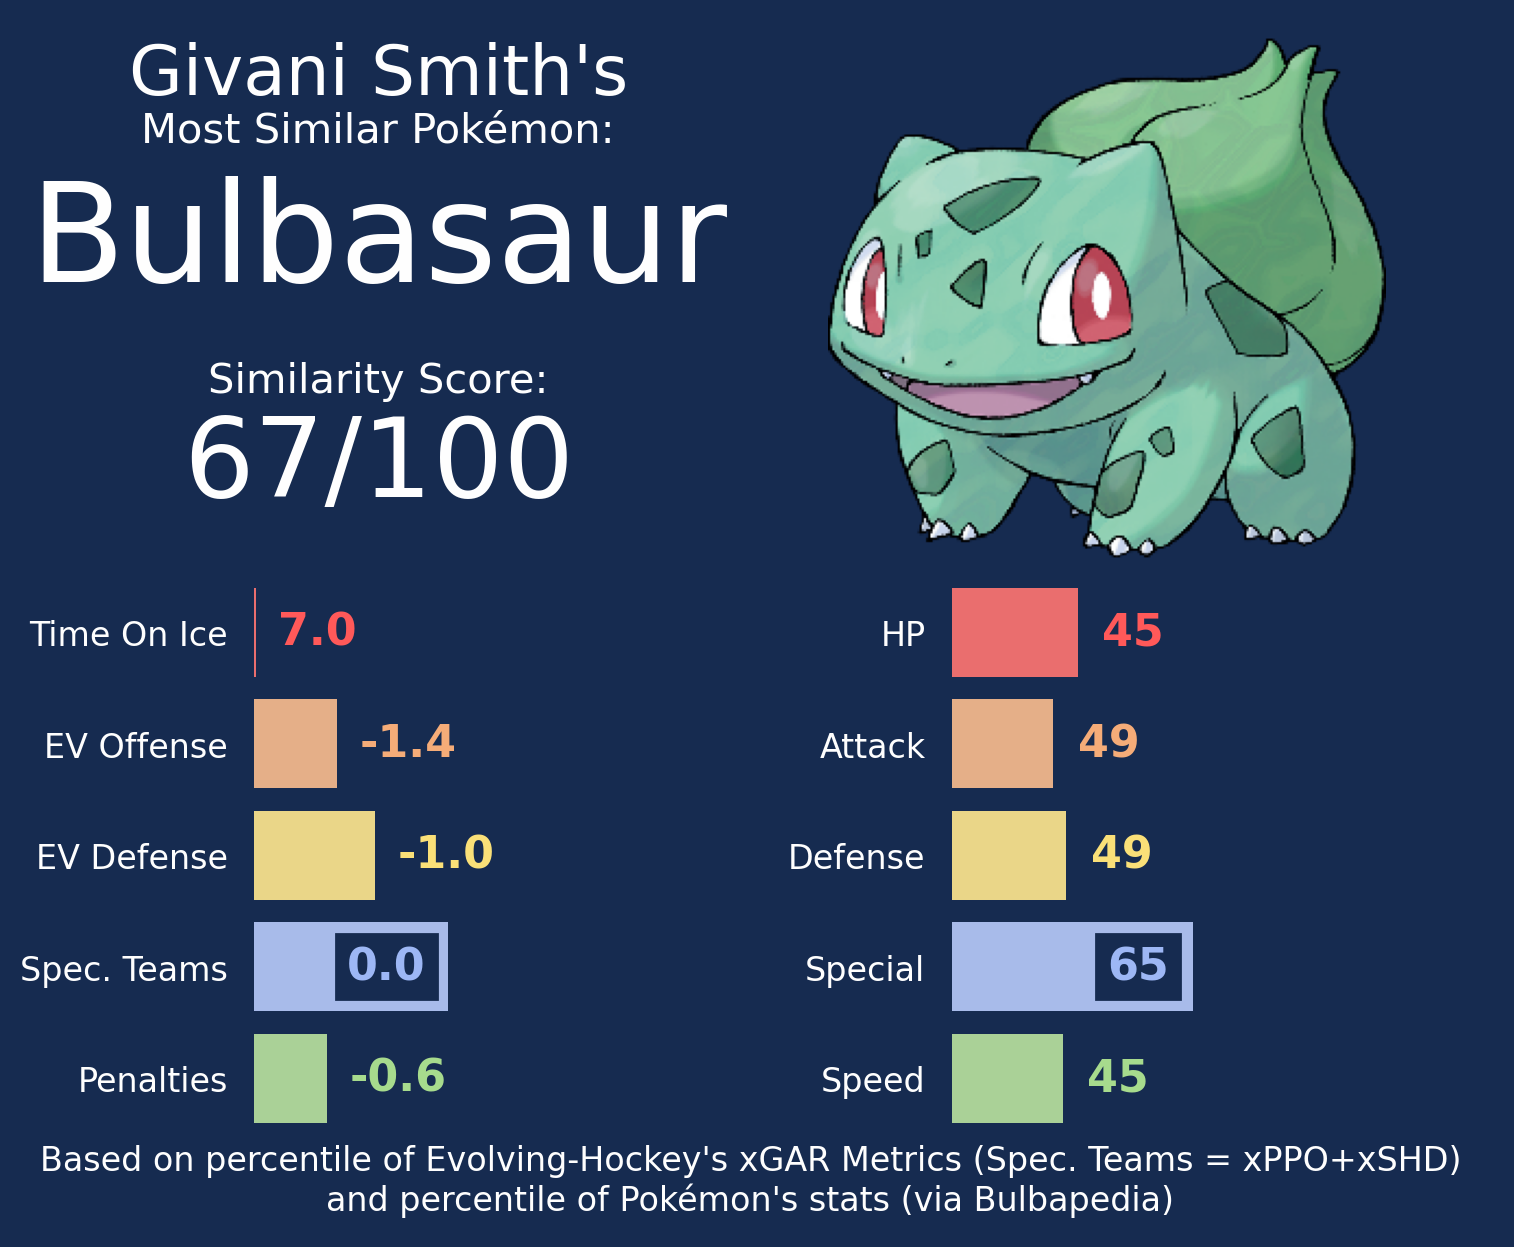 Givani Smith's
Most Similar Pokémon:
Bulbasaur
Similarity Score:
67/100
Time On Ice 7.0
EV Offense -1.4
EV Defense -1.0
Spec. Teams 0.0
Penalties -0.6
HP 45
Attack 49
Defense 49
Special 65
Speed 45
Based on percentile of Evolving-Hockey's xGAR Metrics (Spec. Teams = xPPO+xSHD)
and percentile of Pokémon's stats (via Bulbapedia)